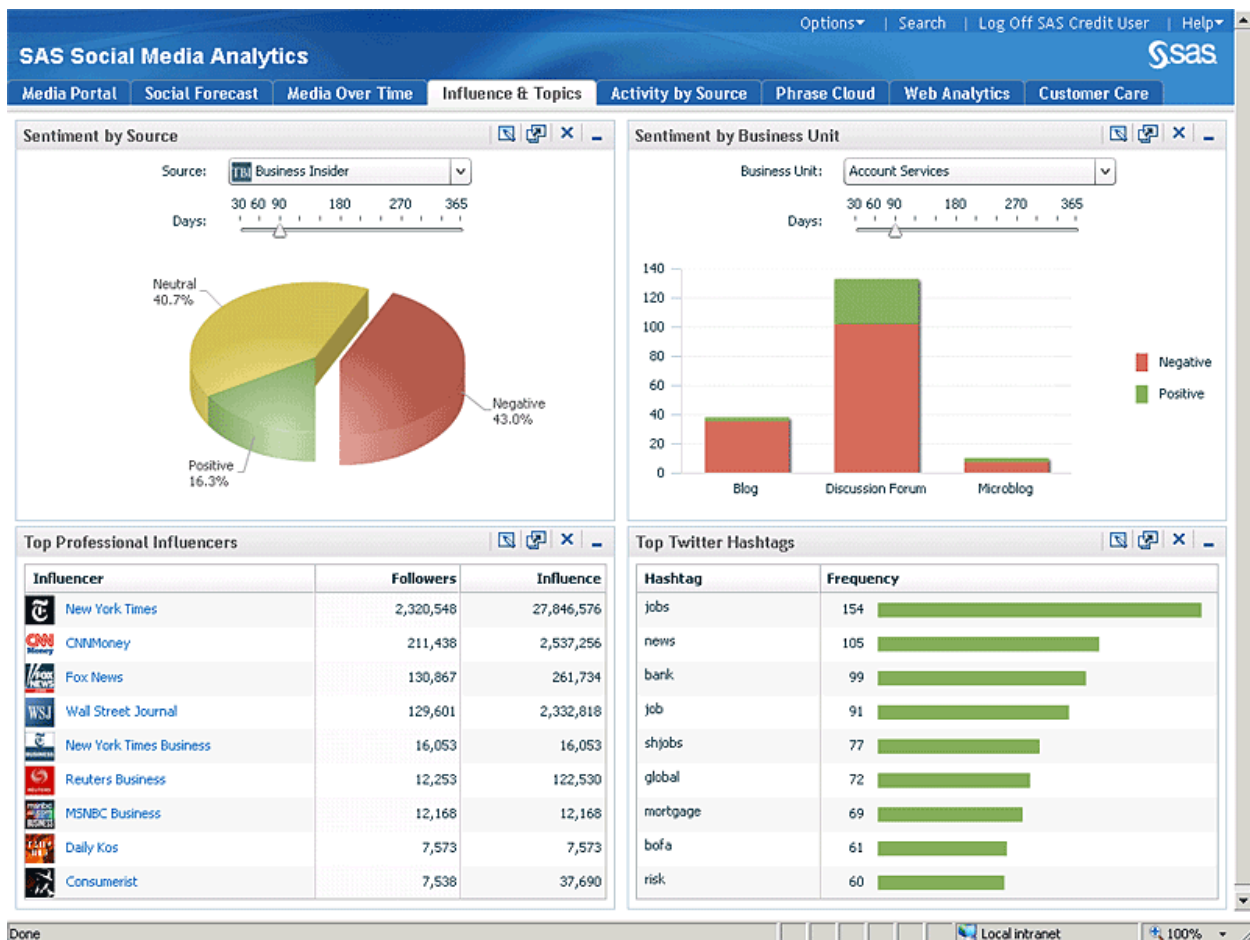 Options | Search | Log Off SAS Credit User | Help
SAS Social Media Analytics
sas
Media Portal Social Forecast Media Over Time Influence & Topics Activity by Source Phrase Cloud Web Analytics Customer Care
Sentiment by Source
Source: TBI Business Insider
30 60 90 180 270 365
Days:
Neutral
40.7%
Negative
43.0%
Positive
16.3%
Sentiment by Business Unit
Business Unit: Account Services
30 60 90 180 270 365
Days:
140
120
100
80
60
40
20
0
Blog Discussion Forum Microblog
Negative
Positive
Top Professional Influencers
Influencer Followers Influence
New York Times 2,320,548 27,846,576
CNN Money CNNMoney 211,438 2,537,256
FOX NEWS Fox News 130,867 261,734
WSJ Wall Street Journal 129,601 2,332,818
New York Times Business 16,053 16,053
Reuters Business 12,253 122,530
MSNBC Business 12,168 12,168
Daily Kos 7,573 7,573
Consumerist 7,538 37,690
Top Twitter Hashtags
Hashtag Frequency
jobs 154
news 105
bank 99
job 91
shjobs 77
global 72
mortgage 69
bofa 61
risk 60
Done Local intranet 100%